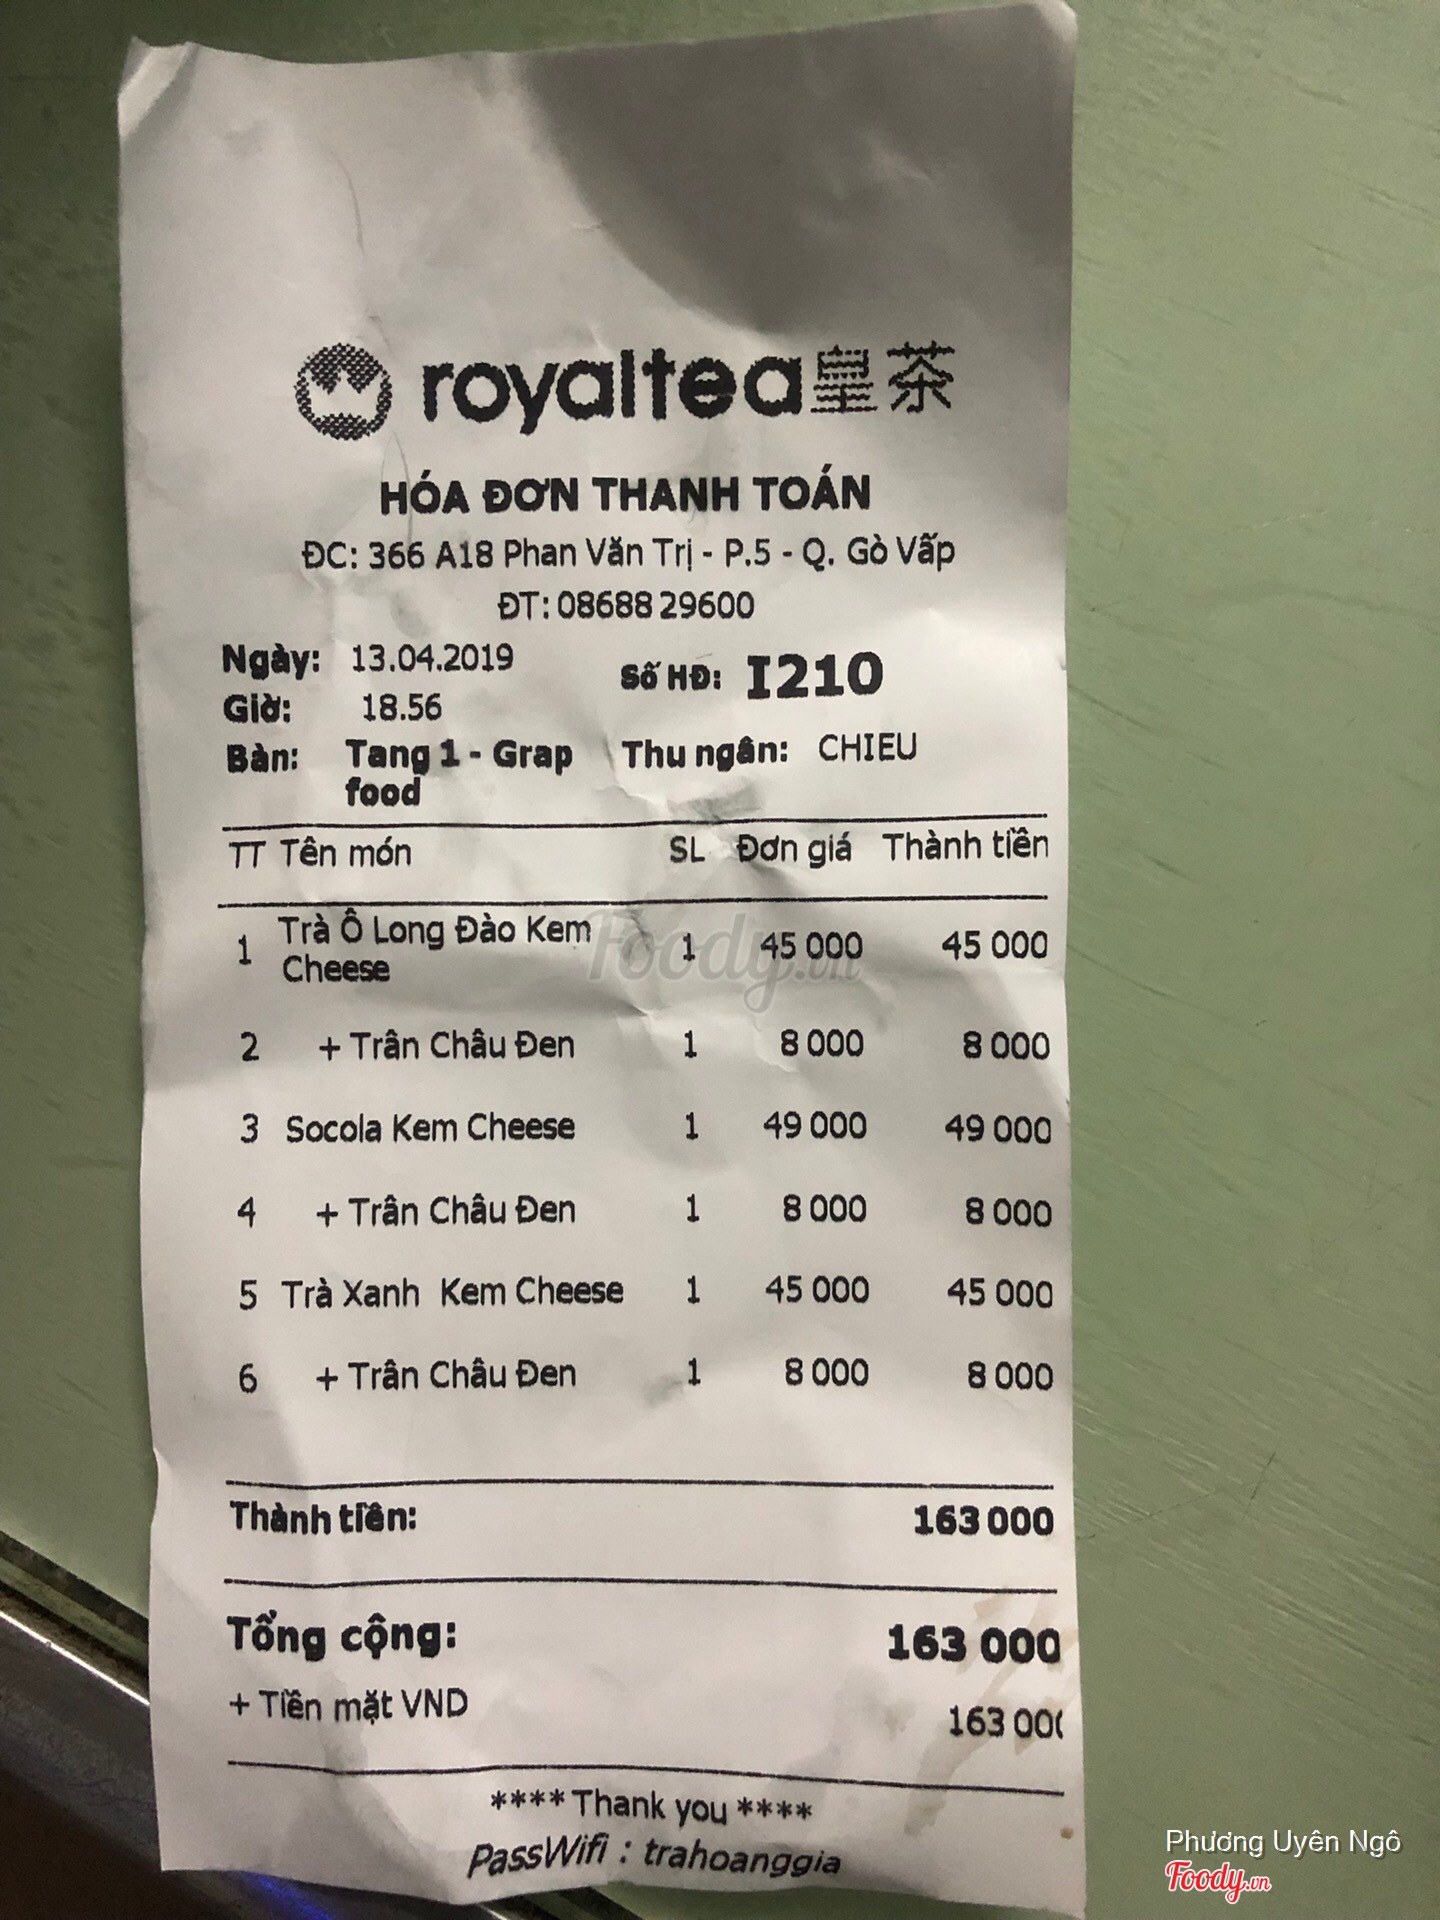 royaltea皇茶
HÓA ĐƠN THANH TOÁN
ĐC: 366 A18 Phan Văn Trị - P.5 - Q. Gò Vấp
ĐT: 08688 29600
Ngày: 13.04.2019 Số HĐ: I210
Giờ: 18.56
Bàn: Tang 1 - Grap food Thu ngân: CHIEU
TT Tên món SL Đơn giá Thành tiền
1 Trà Ô Long Đào Kem Cheese 1 45 000 45 000
2 + Trân Châu Đen 1 8 000 8 000
3 Socola Kem Cheese 1 49 000 49 000
4 + Trân Châu Đen 1 8 000 8 000
5 Trà Xanh Kem Cheese 1 45 000 45 000
6 + Trân Châu Đen 1 8 000 8 000
Foody.vn
Thành tiền: 163 000
Tổng cộng: 163 000
+ Tiền mặt VND 163 000
**** Thank you ****
PassWifi : trahoanggia
Phương Uyên Ngô
Foody.vn